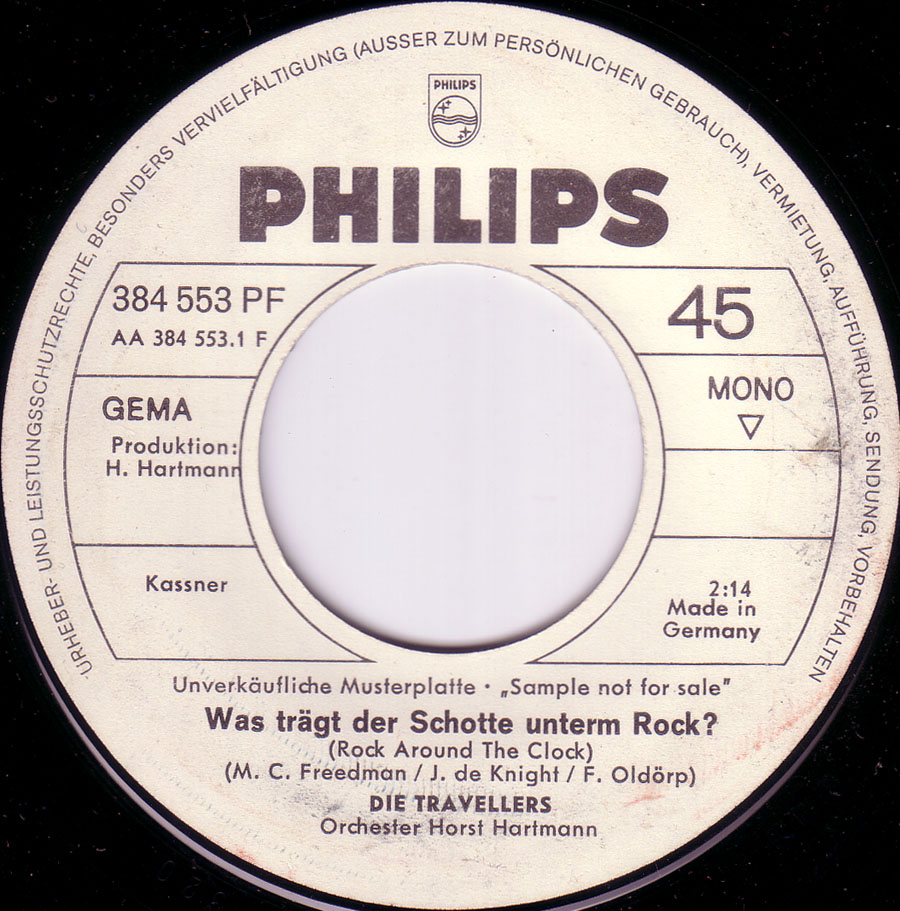 URHEBER- UND LEISTUNGSSCHUTZRECHTE, BESONDERS VERVIELFÄLTIGUNG (AUSSER ZUM PERSÖNLICHEN GEBRAUCH), VERMIETUNG, AUFFÜHRUNG, SENDUNG, VORBEHALTEN
PHILIPS
PHILIPS
384 553 PF
AA 384 553.1 F
45
GEMA
Produktion:
H. Hartmann
MONO
Kassner
2:14
Made in
Germany
Unverkäufliche Musterplatte · „Sample not for sale”
Was trägt der Schotte unterm Rock?
(Rock Around The Clock)
(M. C. Freedman / J. de Knight / F. Oldörp)
DIE TRAVELLERS
Orchester Horst Hartmann